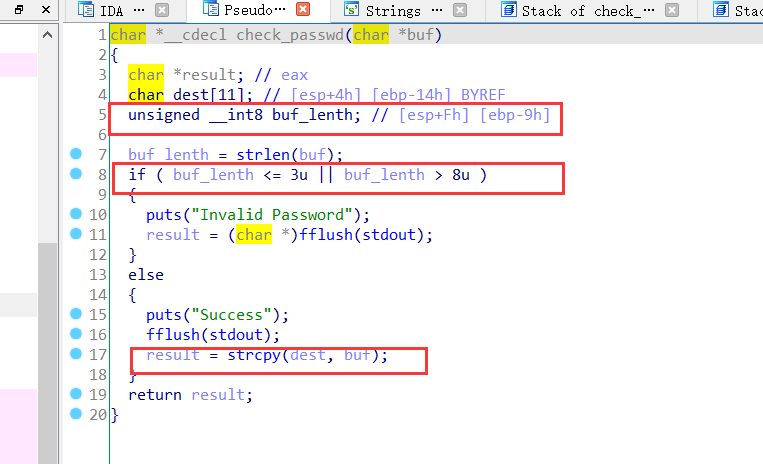 IDA ··· Pseudo··· Strings ··· Stack of check_··· Stac
1 char *__cdecl check_passwd(char *buf)
2 {
3 char *result; // eax
4 char dest[11]; // [esp+4h] [ebp-14h] BYREF
5 unsigned __int8 buf_lenth; // [esp+Fh] [ebp-9h]
6
7 buf_lenth = strlen(buf);
8 if ( buf_lenth <= 3u || buf_lenth > 8u )
9 {
10 puts("Invalid Password");
11 result = (char *)fflush(stdout);
12 }
13 else
14 {
15 puts("Success");
16 fflush(stdout);
17 result = strcpy(dest, buf);
18 }
19 return result;
20 }